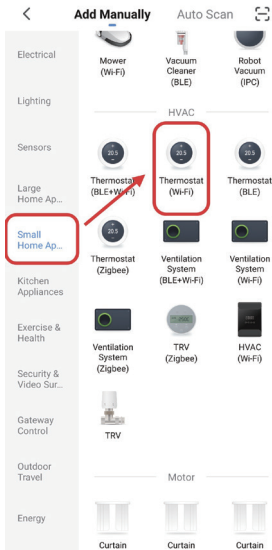 Add Manually
Auto Scan
Electrical
Lighting
Sensors
Large
Home Ap...
Small
Home Ap...
Kitchen
Appliances
Exercise &
Health
Security &
Video Sur...
Gateway
Control
Outdoor
Travel
Energy
Mower
(Wi-Fi)
Vacuum
Cleaner
(BLE)
Robot
Vacuum
(IPC)
HVAC
20.5
Thermostat
(BLE+Wi-Fi)
20.5
Thermostat
(Wi-Fi)
20.5
Thermostat
(BLE)
20.5
Thermostat
(Zigbee)
Ventilation
System
(BLE+Wi-Fi)
Ventilation
System
(Wi-Fi)
Ventilation
System
(Zigbee)
TRV
(Zigbee)
HVAC
(Wi-Fi)
TRV
Motor
Curtain
Curtain
Curtain